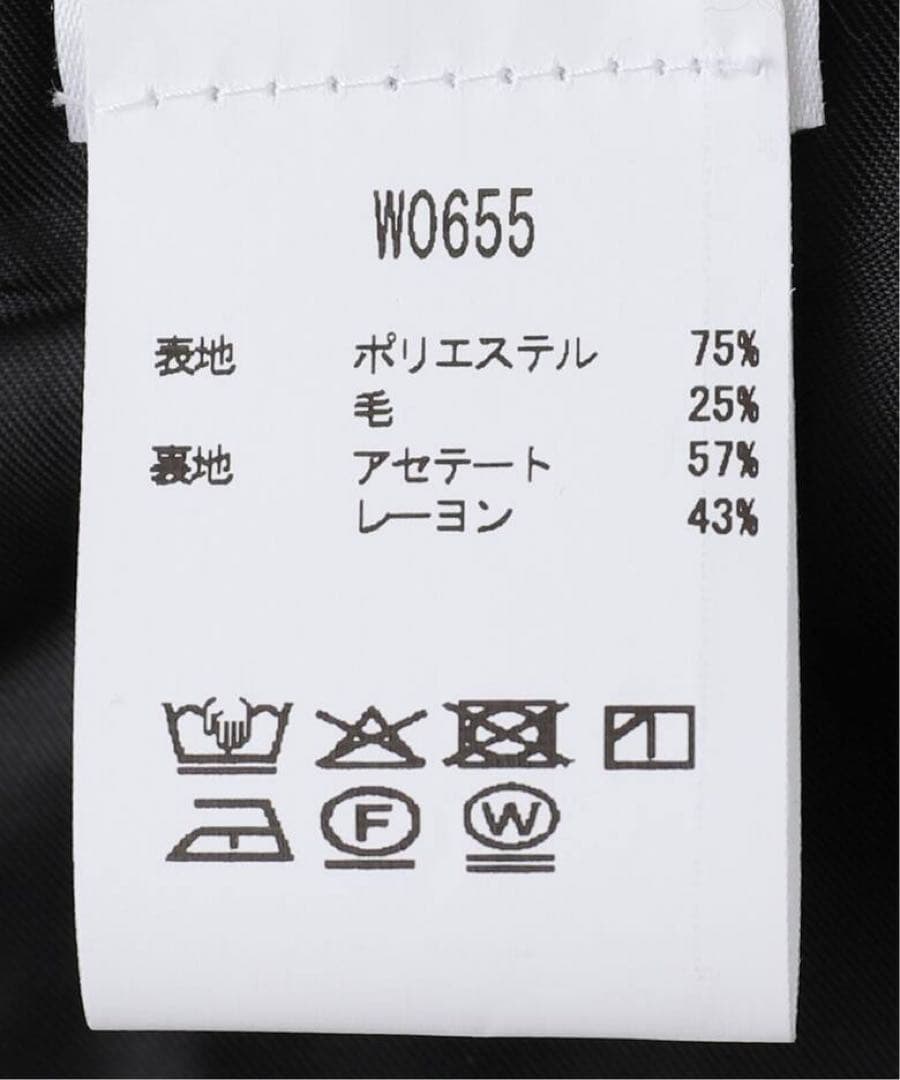 W0655
表地 ポリエステル 75%
毛 25%
裏地 アセテート 57%
レーヨン 43%
F W